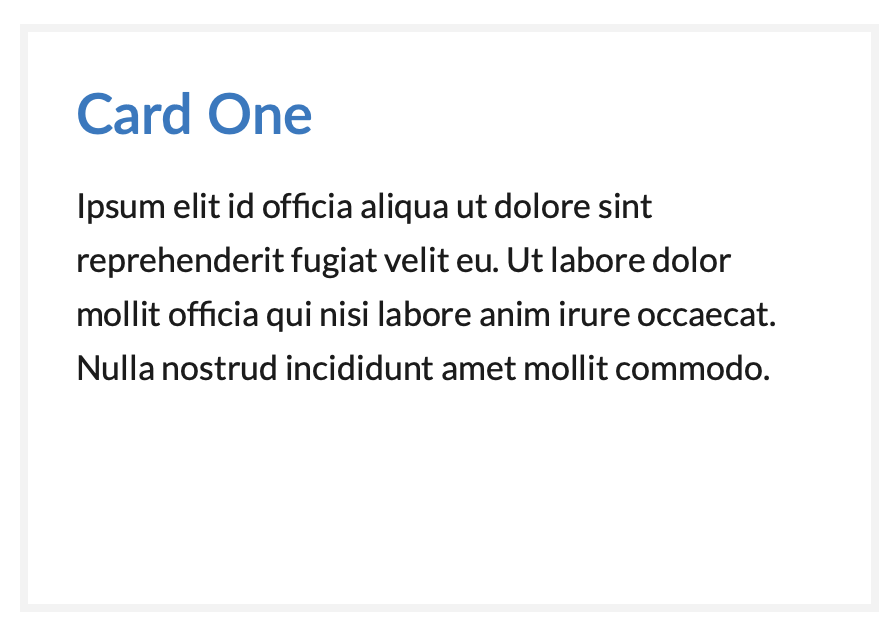 Card One
Ipsum elit id officia aliqua ut dolore sint
reprehenderit fugiat velit eu. Ut labore dolor
mollit officia qui nisi labore anim irure occaecat.
Nulla nostrud incididunt amet mollit commodo.